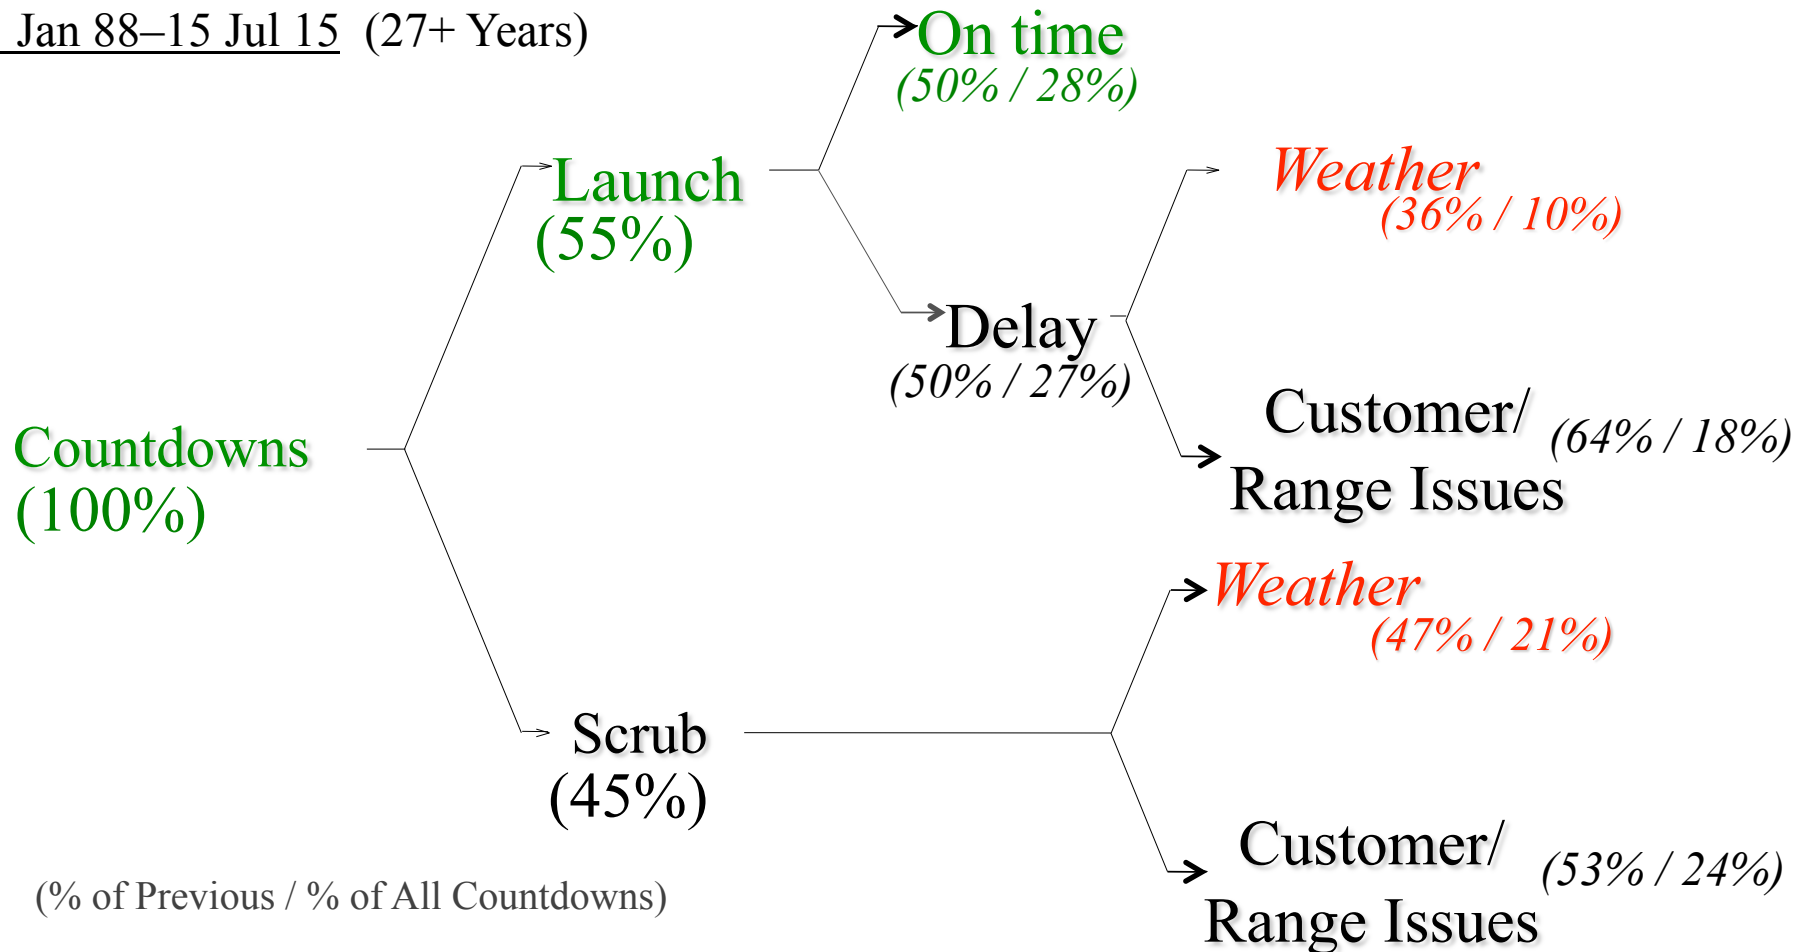 Jan 88–15 Jul 15 (27+ Years)
On time
(50% / 28%)
Launch
(55%)
Weather
(36% / 10%)
Delay
(50% / 27%)
Customer/
Range Issues
(64% / 18%)
Countdowns
(100%)
Weather
(47% / 21%)
Scrub
(45%)
Customer/
Range Issues
(53% / 24%)
(% of Previous / % of All Countdowns)